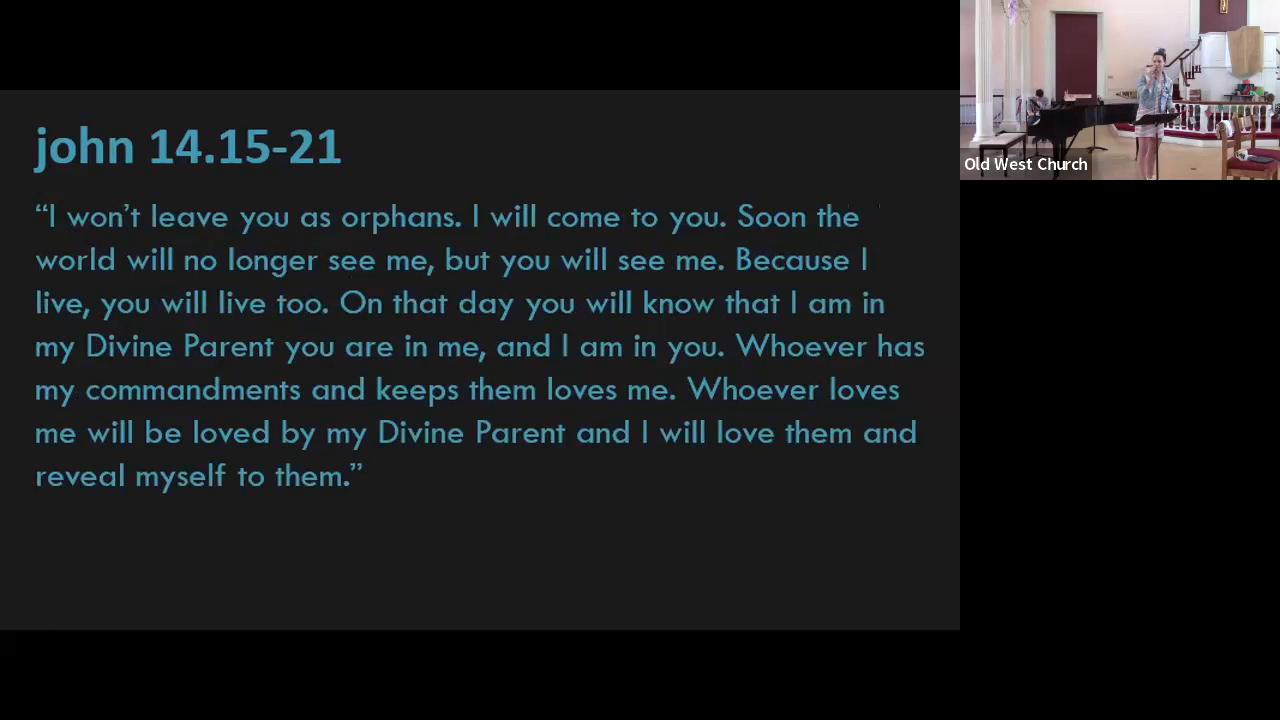 john 14.15-21
“I won’t leave you as orphans. I will come to you. Soon the
world will no longer see me, but you will see me. Because I
live, you will live too. On that day you will know that I am in
my Divine Parent you are in me, and I am in you. Whoever has
my commandments and keeps them loves me. Whoever loves
me will be loved by my Divine Parent and I will love them and
reveal myself to them.”
Old West Church